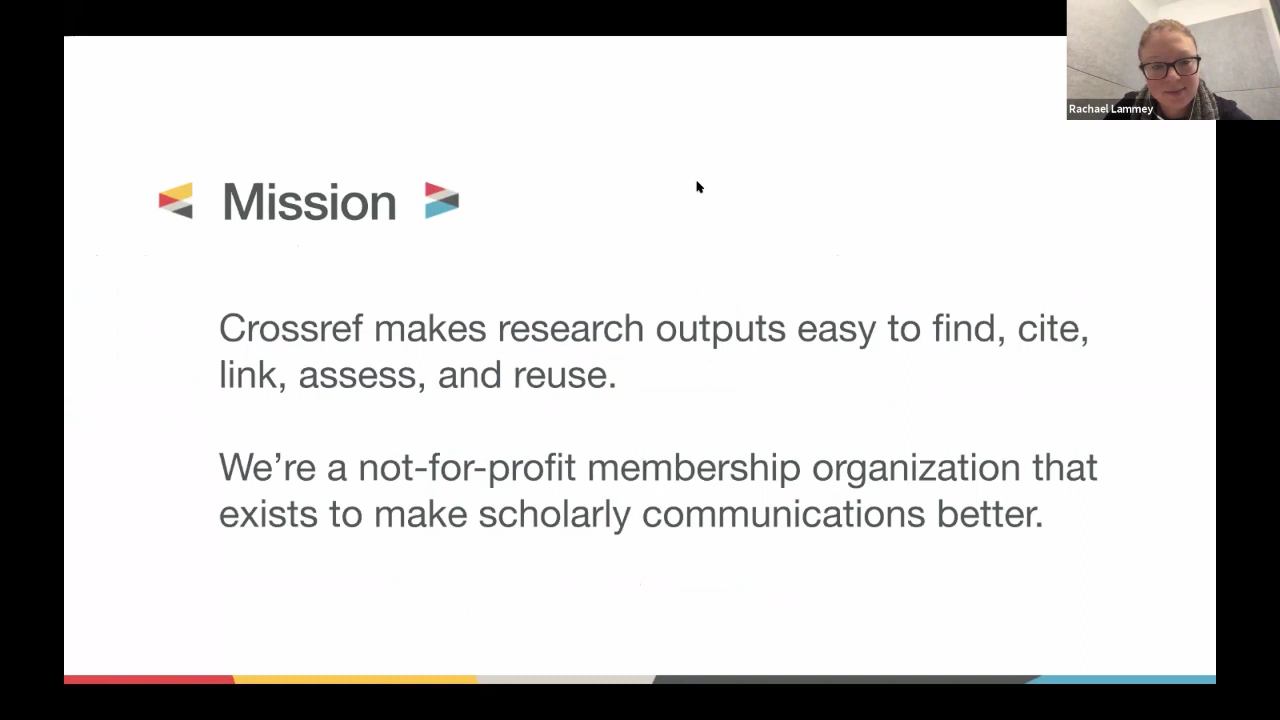 Rachael Lammey
Mission
Crossref makes research outputs easy to find, cite,
link, assess, and reuse.
We’re a not-for-profit membership organization that
exists to make scholarly communications better.